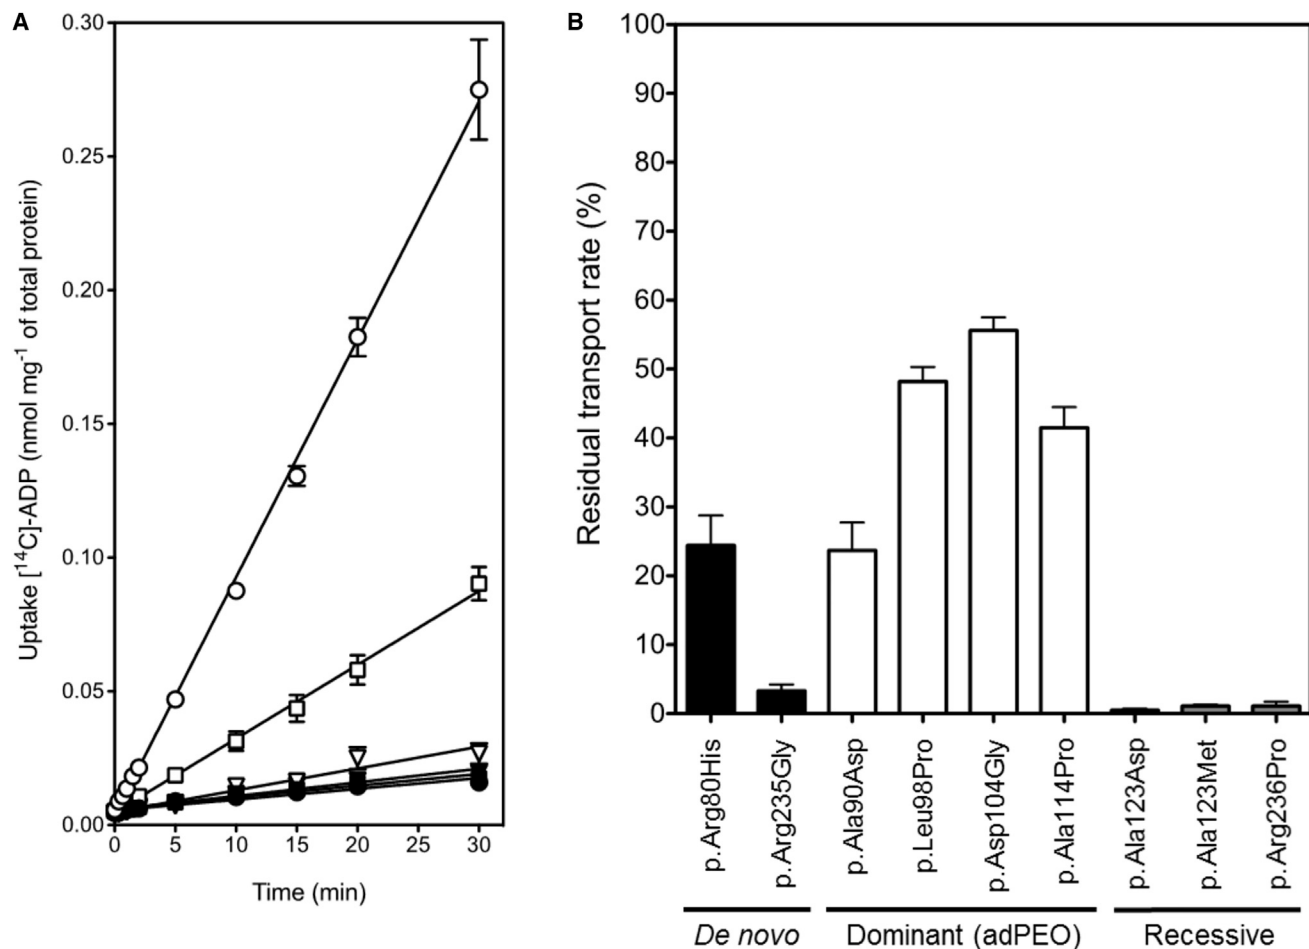 A
Uptake [¹⁴C]-ADP (nmol mg⁻¹ of total protein)
0.30
0.25
0.20
0.15
0.10
0.05
0.00
0 5 10 15 20 25 30
Time (min)
B
Residual transport rate (%)
100
90
80
70
60
50
40
30
20
10
0
p.Arg80His
p.Arg235Gly
p.Ala90Asp
p.Leu98Pro
p.Asp104Gly
p.Ala114Pro
p.Ala123Asp
p.Ala123Met
p.Arg236Pro
De novo
Dominant (adPEO)
Recessive